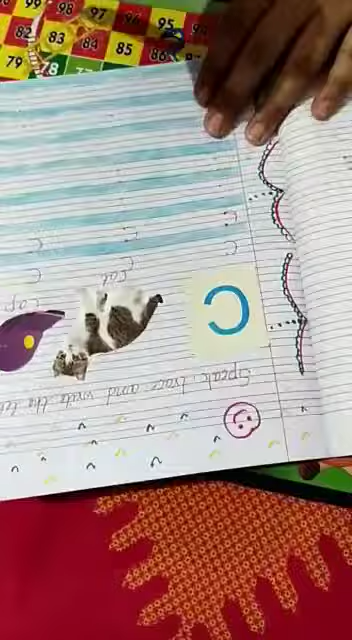 Speak, trace and write the
C
cat
cap
C C C
C C
99 98 97 96 95
82 83 84 85 86
79 78